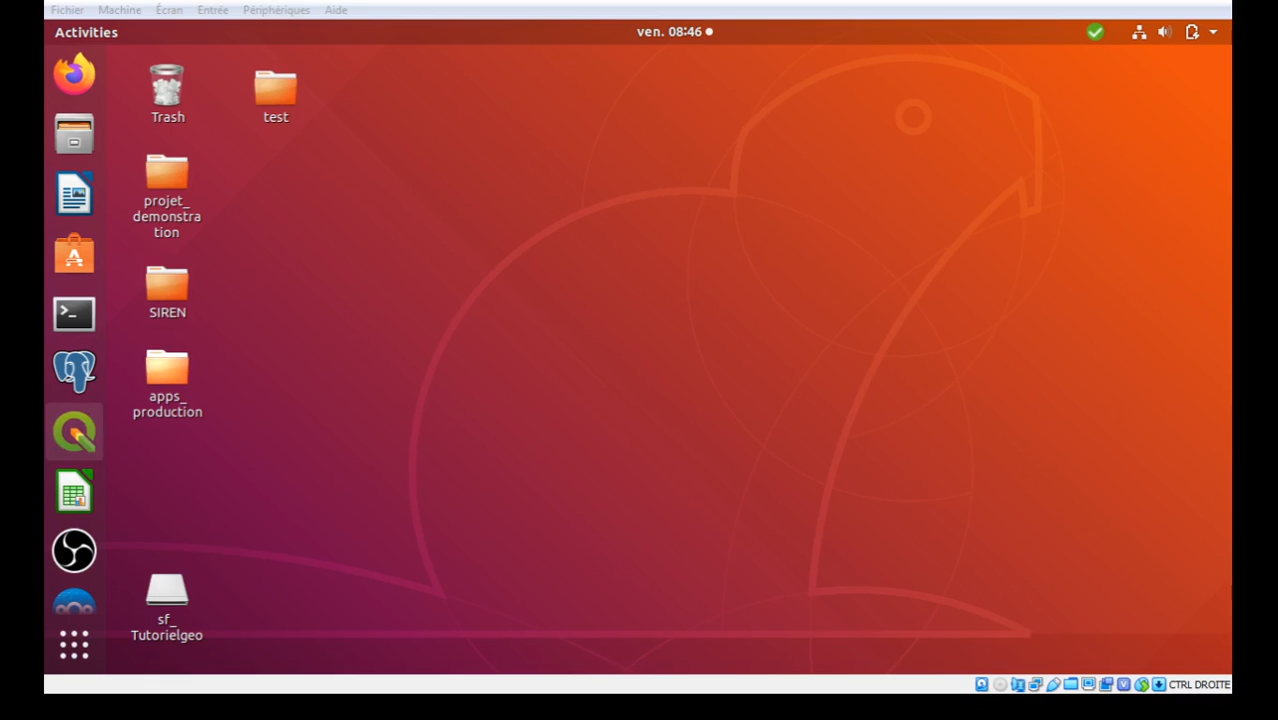 Fichier Machine Écran Entrée Périphériques Aide
Activities ven. 08:46
Trash
test
projet_
demonstra
tion
SIREN
apps_
production
sf_
Tutorielgeo
CTRL DROITE